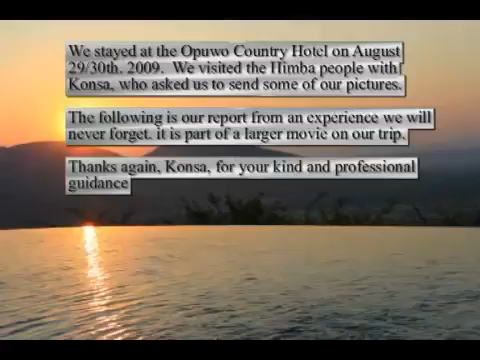 We stayed at the Opuwo Country Hotel on August
29/30th. 2009.  We visited the Himba people with
Konsa, who asked us to send some of our pictures.
The following is our report from an experience we will
never forget. it is part of a larger movie on our trip.
Thanks again, Konsa, for your kind and professional
guidance